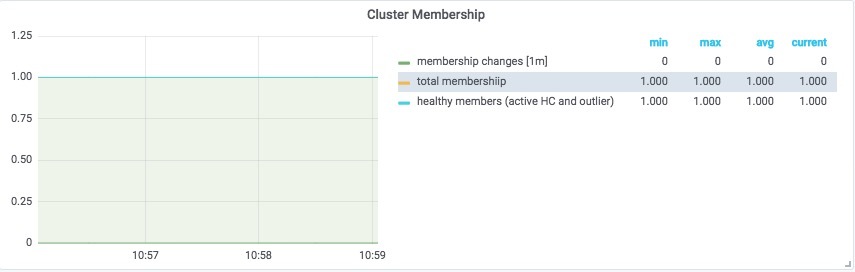 Cluster Membership
1.25
1.00
0.75
0.50
0.25
0
10:57
10:58
10:59
min max avg current
membership changes [1m] 0 0 0 0
total membershiip 1.000 1.000 1.000 1.000
healthy members (active HC and outlier) 1.000 1.000 1.000 1.000